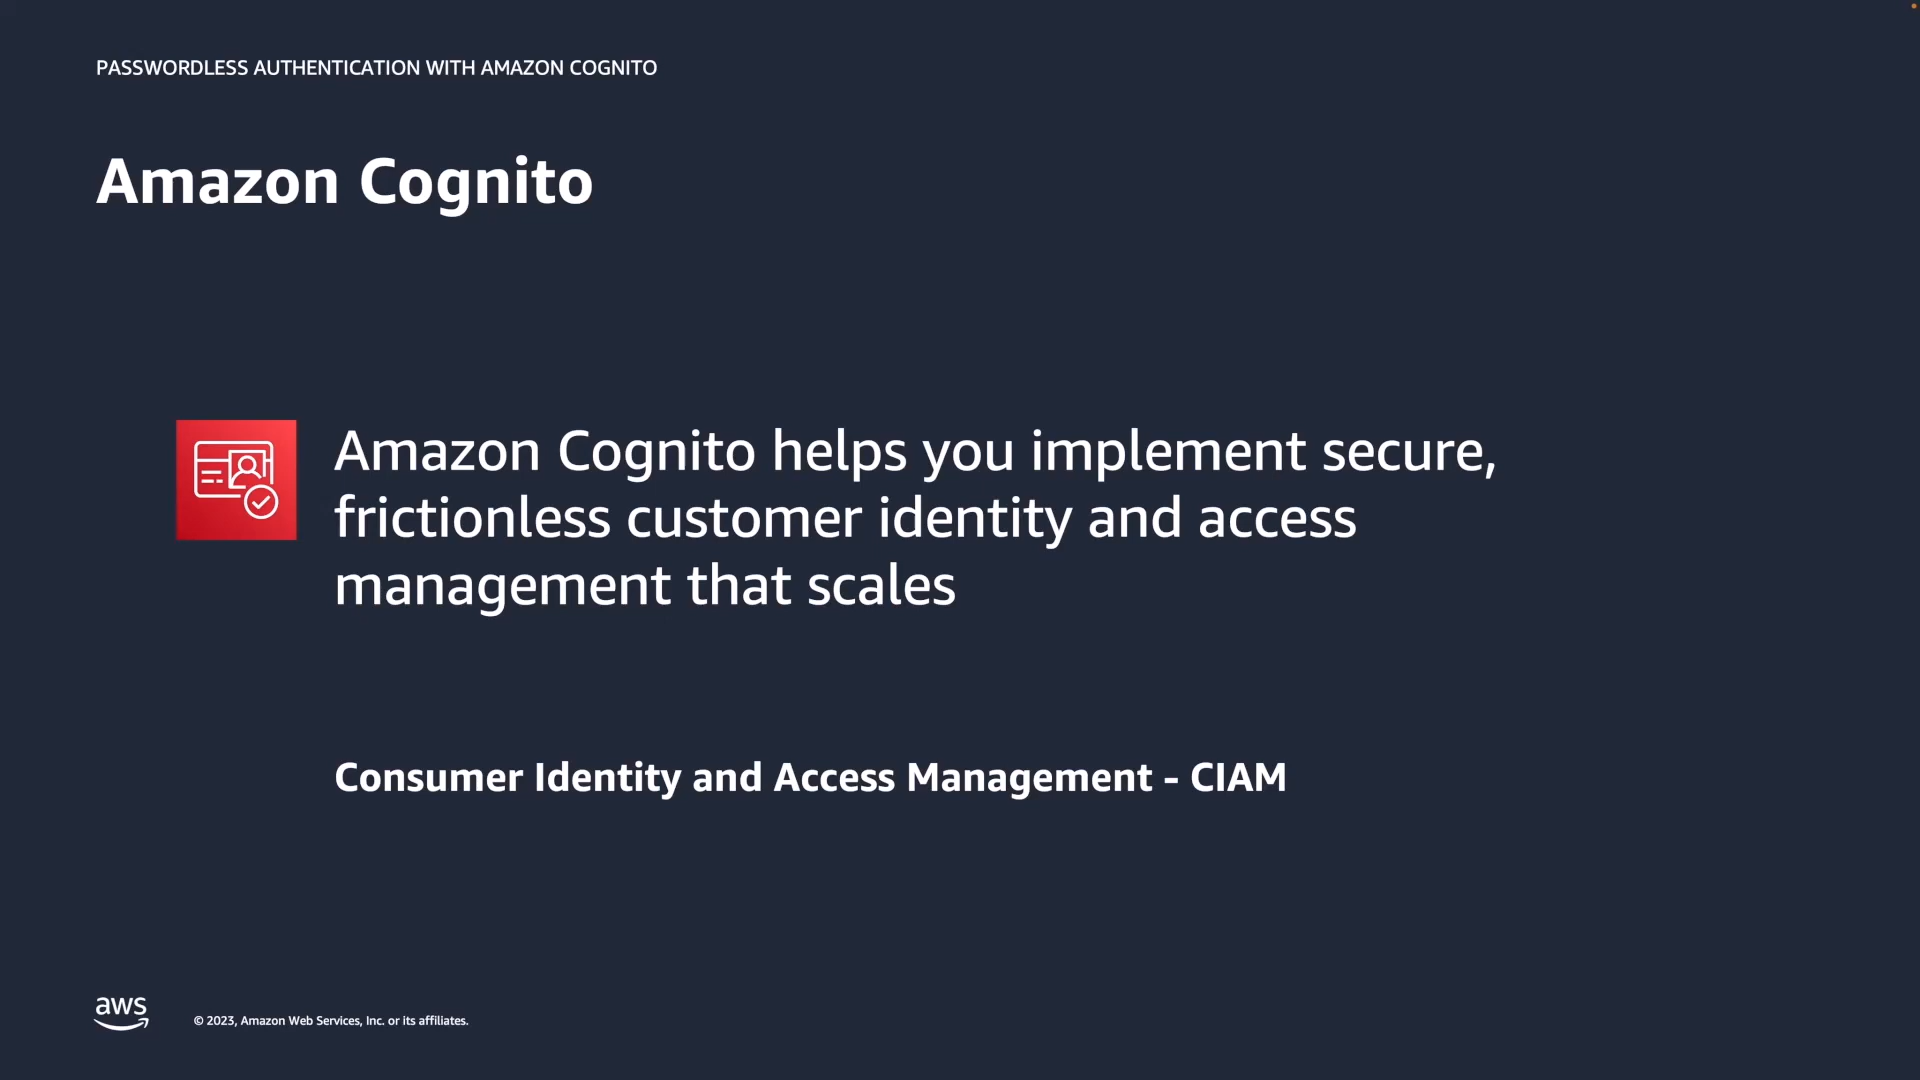 PASSWORDLESS AUTHENTICATION WITH AMAZON COGNITO
Amazon Cognito
Amazon Cognito helps you implement secure,
frictionless customer identity and access
management that scales
Consumer Identity and Access Management - CIAM
aws
© 2023, Amazon Web Services, Inc. or its affiliates.